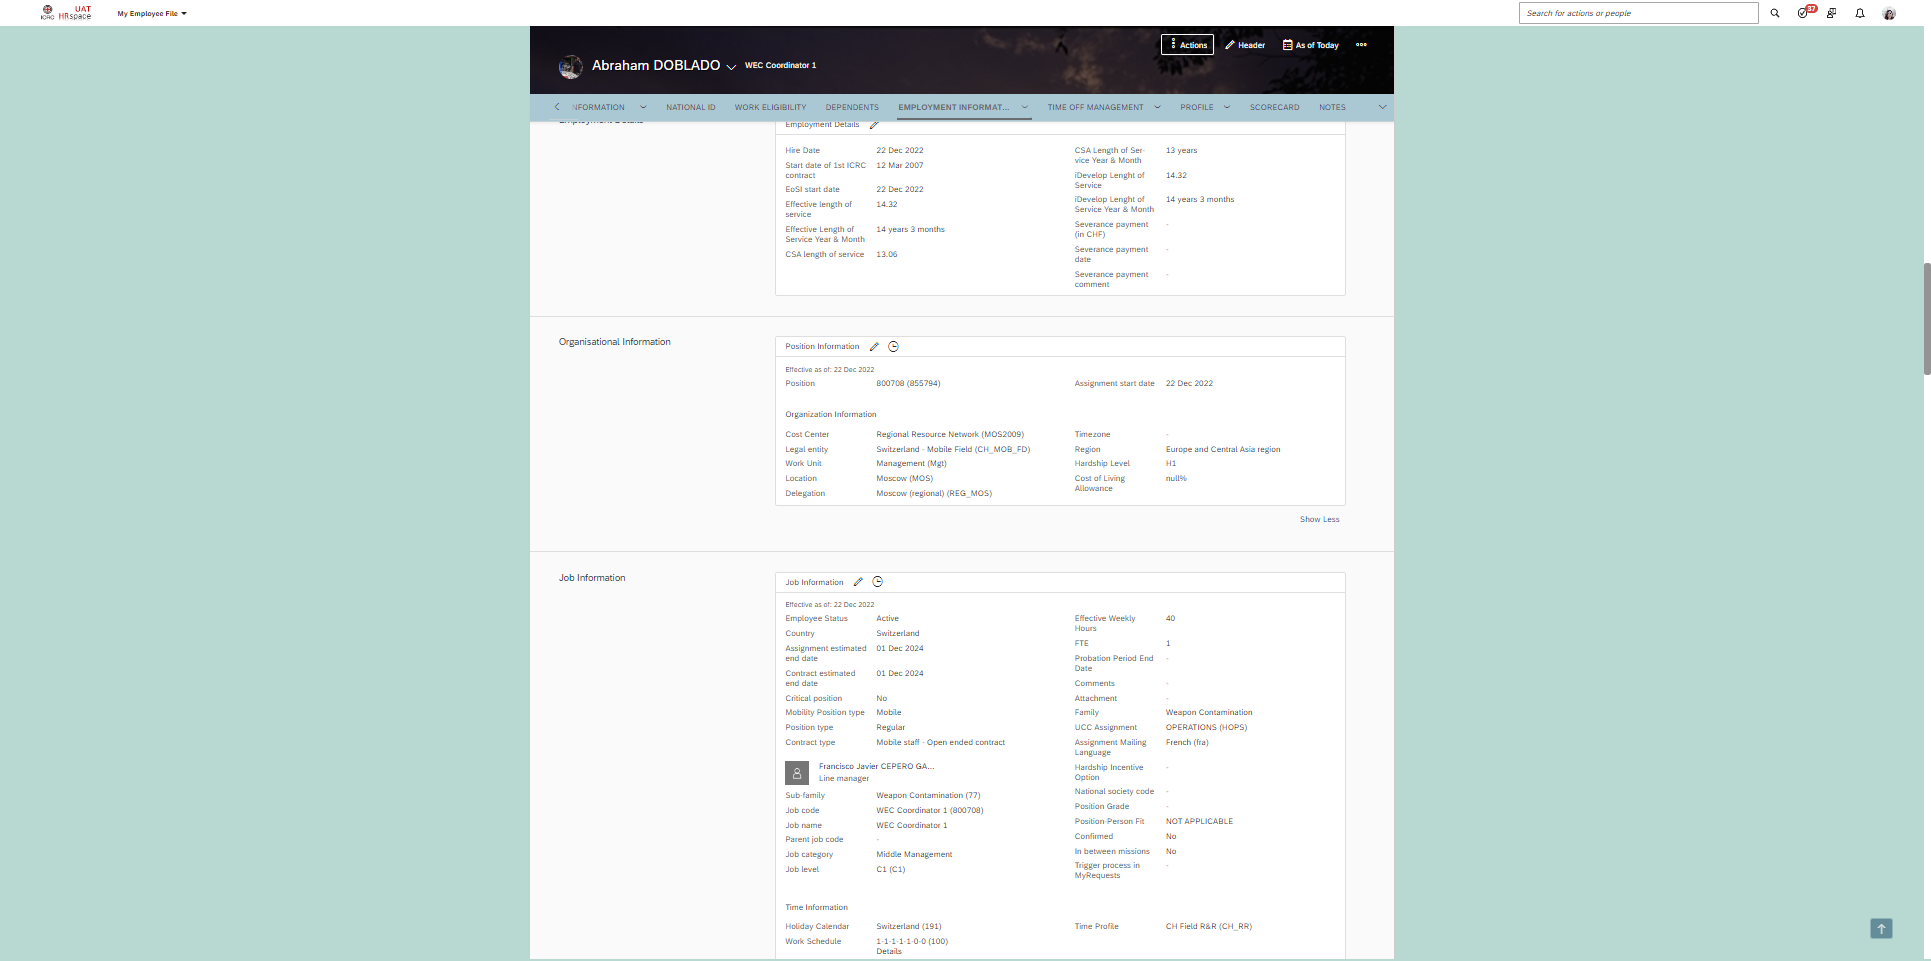 ICRC
UAT
HRspace
My Employee File
Search for actions or people
37
Abraham DOBLADO
WEC Coordinator 1
Actions
Header
As of Today
NFORMATION
NATIONAL ID
WORK ELIGIBILITY
DEPENDENTS
EMPLOYMENT INFORMAT...
TIME OFF MANAGEMENT
PROFILE
SCORECARD
NOTES
Employment Details
Employment Details
Hire Date
22 Dec 2022
Start date of 1st ICRC
contract
12 Mar 2007
EoSI start date
22 Dec 2022
Effective length of
service
14.32
Effective Length of
Service Year & Month
14 years 3 months
CSA length of service
13.06
CSA Length of Ser-
vice Year & Month
13 years
iDevelop Lenght of
Service
14.32
iDevelop Lenght of
Service Year & Month
14 years 3 months
Severance payment
(in CHF)
-
Severance payment
date
-
Severance payment
comment
-
Organisational Information
Position Information
Effective as of: 22 Dec 2022
Position
800708 (855794)
Assignment start date
22 Dec 2022
Organization Information
Cost Center
Regional Resource Network (MOS2009)
Legal entity
Switzerland - Mobile Field (CH_MOB_FD)
Work Unit
Management (Mgt)
Location
Moscow (MOS)
Delegation
Moscow (regional) (REG_MOS)
Timezone
-
Region
Europe and Central Asia region
Hardship Level
H1
Cost of Living
Allowance
null%
Show Less
Job Information
Job Information
Effective as of: 22 Dec 2022
Employee Status
Active
Country
Switzerland
Assignment estimated
end date
01 Dec 2024
Contract estimated
end date
01 Dec 2024
Critical position
No
Mobility Position type
Mobile
Position type
Regular
Contract type
Mobile staff - Open ended contract
Francisco Javier CEPERO GA...
Line manager
Sub-family
Weapon Contamination (77)
Job code
WEC Coordinator 1 (800708)
Job name
WEC Coordinator 1
Parent job code
-
Job category
Middle Management
Job level
C1 (C1)
Effective Weekly
Hours
40
FTE
1
Probation Period End
Date
-
Comments
-
Attachment
-
Family
Weapon Contamination
UCC Assignment
OPERATIONS (HOPS)
Assignment Mailing
Language
French (fra)
Hardship Incentive
Option
-
National society code
-
Position Grade
-
Position-Person Fit
NOT APPLICABLE
Confirmed
No
In between missions
No
Trigger process in
MyRequests
-
Time Information
Holiday Calendar
Switzerland (191)
Work Schedule
1-1-1-1-1-0-0 (100)
Details
Time Profile
CH Field R&R (CH_RR)